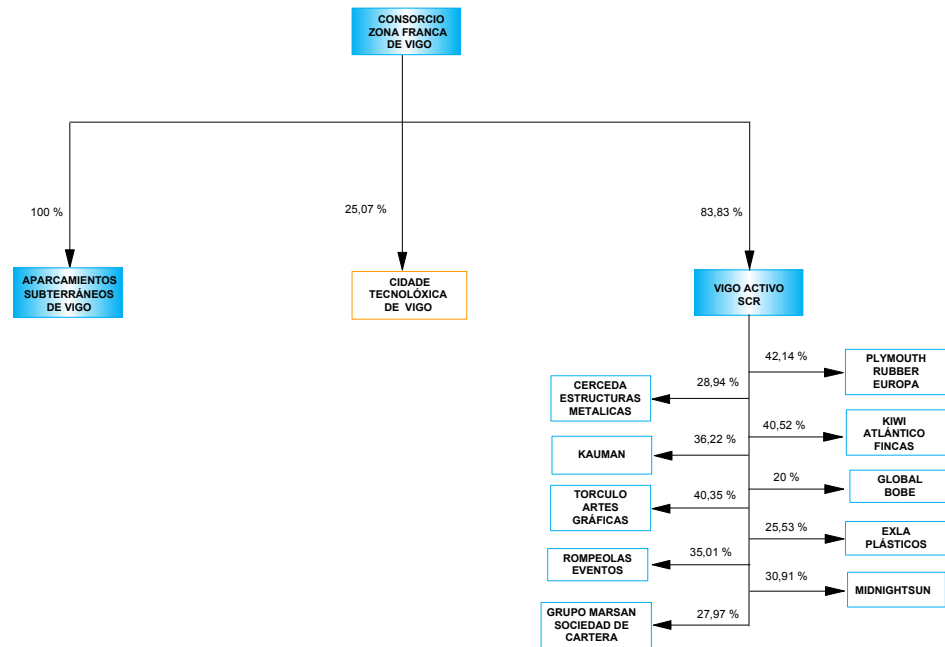 CONSORCIO
ZONA FRANCA
DE VIGO
100 %
25,07 %
83,83 %
APARCAMIENTOS
SUBTERRÁNEOS
DE VIGO
CIDADE
TECNOLÓXICA
DE VIGO
VIGO ACTIVO
SCR
42,14 %
PLYMOUTH
RUBBER
EUROPA
28,94 %
CERCEDA
ESTRUCTURAS
METALICAS
40,52 %
KIWI
ATLÁNTICO
FINCAS
36,22 %
KAUMAN
20 %
GLOBAL
BOBE
40,35 %
TORCULO
ARTES
GRÁFICAS
25,53 %
EXLA
PLÁSTICOS
35,01 %
ROMPEOLAS
EVENTOS
30,91 %
MIDNIGHTSUN
27,97 %
GRUPO MARSAN
SOCIEDAD DE
CARTERA